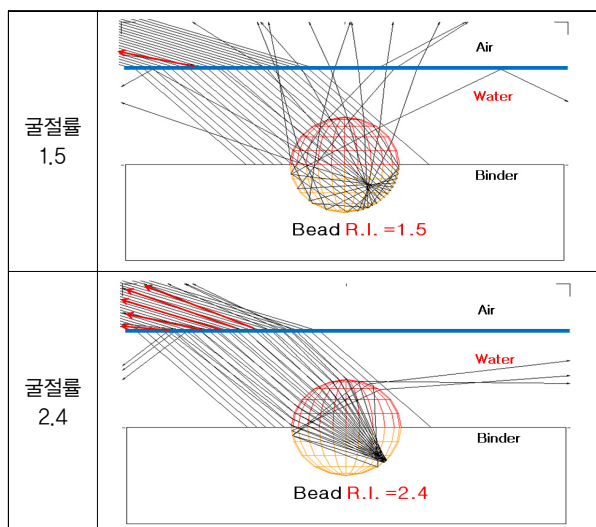 굴절률
1.5
Air
Water
Binder
Bead R.I. =1.5
굴절률
2.4
Air
Water
Binder
Bead R.I. =2.4